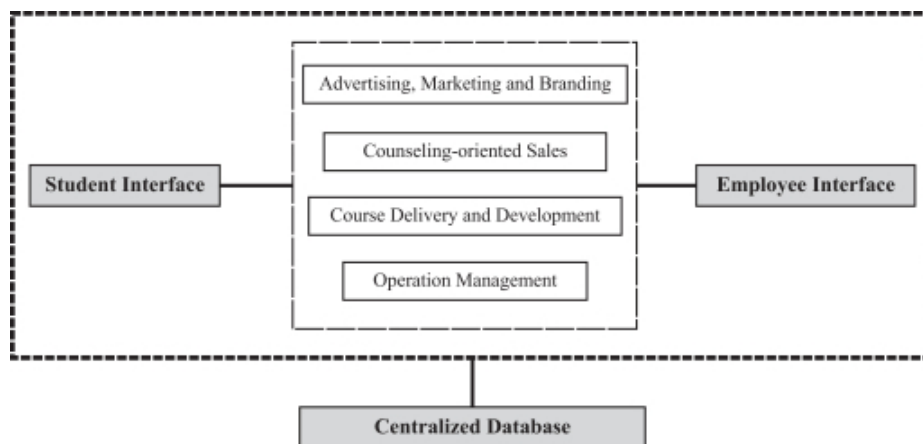 Advertising, Marketing and Branding
Counseling-oriented Sales
Student Interface
Employee Interface
Course Delivery and Development
Operation Management
Centralized Database